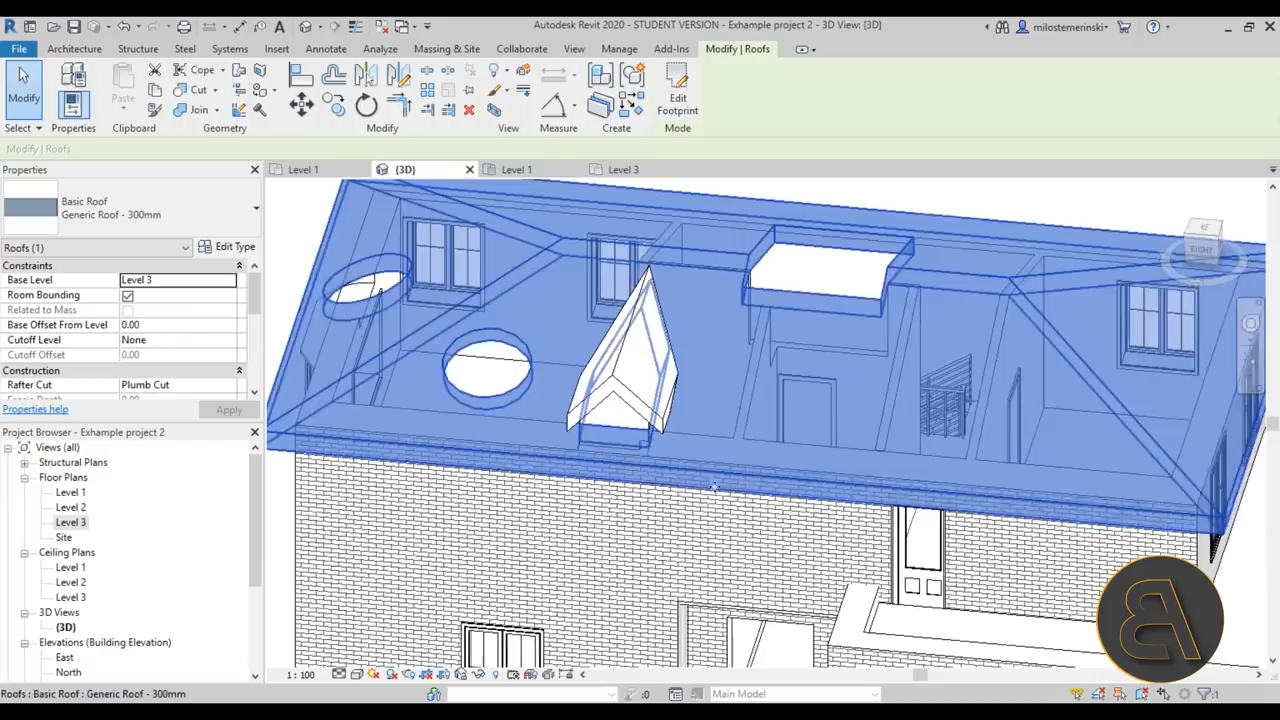 Autodesk Revit 2020 - STUDENT VERSION - Exhample project 2 - 3D View: {3D}
milostemerinski
File
Architecture
Structure
Steel
Systems
Insert
Annotate
Analyze
Massing & Site
Collaborate
View
Manage
Add-Ins
Modify | Roofs
Modify
Paste
Cope
Cut
Join
Edit
Footprint
Select
Properties
Clipboard
Geometry
Modify
View
Measure
Create
Mode
Modify | Roofs
Properties
Level 1
{3D}
Level 1
Level 3
Basic Roof
Generic Roof - 300mm
Roofs (1)
Edit Type
Constraints
Base Level
Level 3
Room Bounding
Related to Mass
Base Offset From Level
0.00
Cutoff Level
None
Cutoff Offset
0.00
Construction
Rafter Cut
Plumb Cut
Properties help
Apply
RIGHT
Project Browser - Exhample project 2
Views (all)
Structural Plans
Floor Plans
Level 1
Level 2
Level 3
Site
Ceiling Plans
Level 1
Level 2
Level 3
3D Views
{3D}
Elevations (Building Elevation)
East
North
1 : 100
Roofs : Basic Roof : Generic Roof - 300mm
:0
Main Model
:1